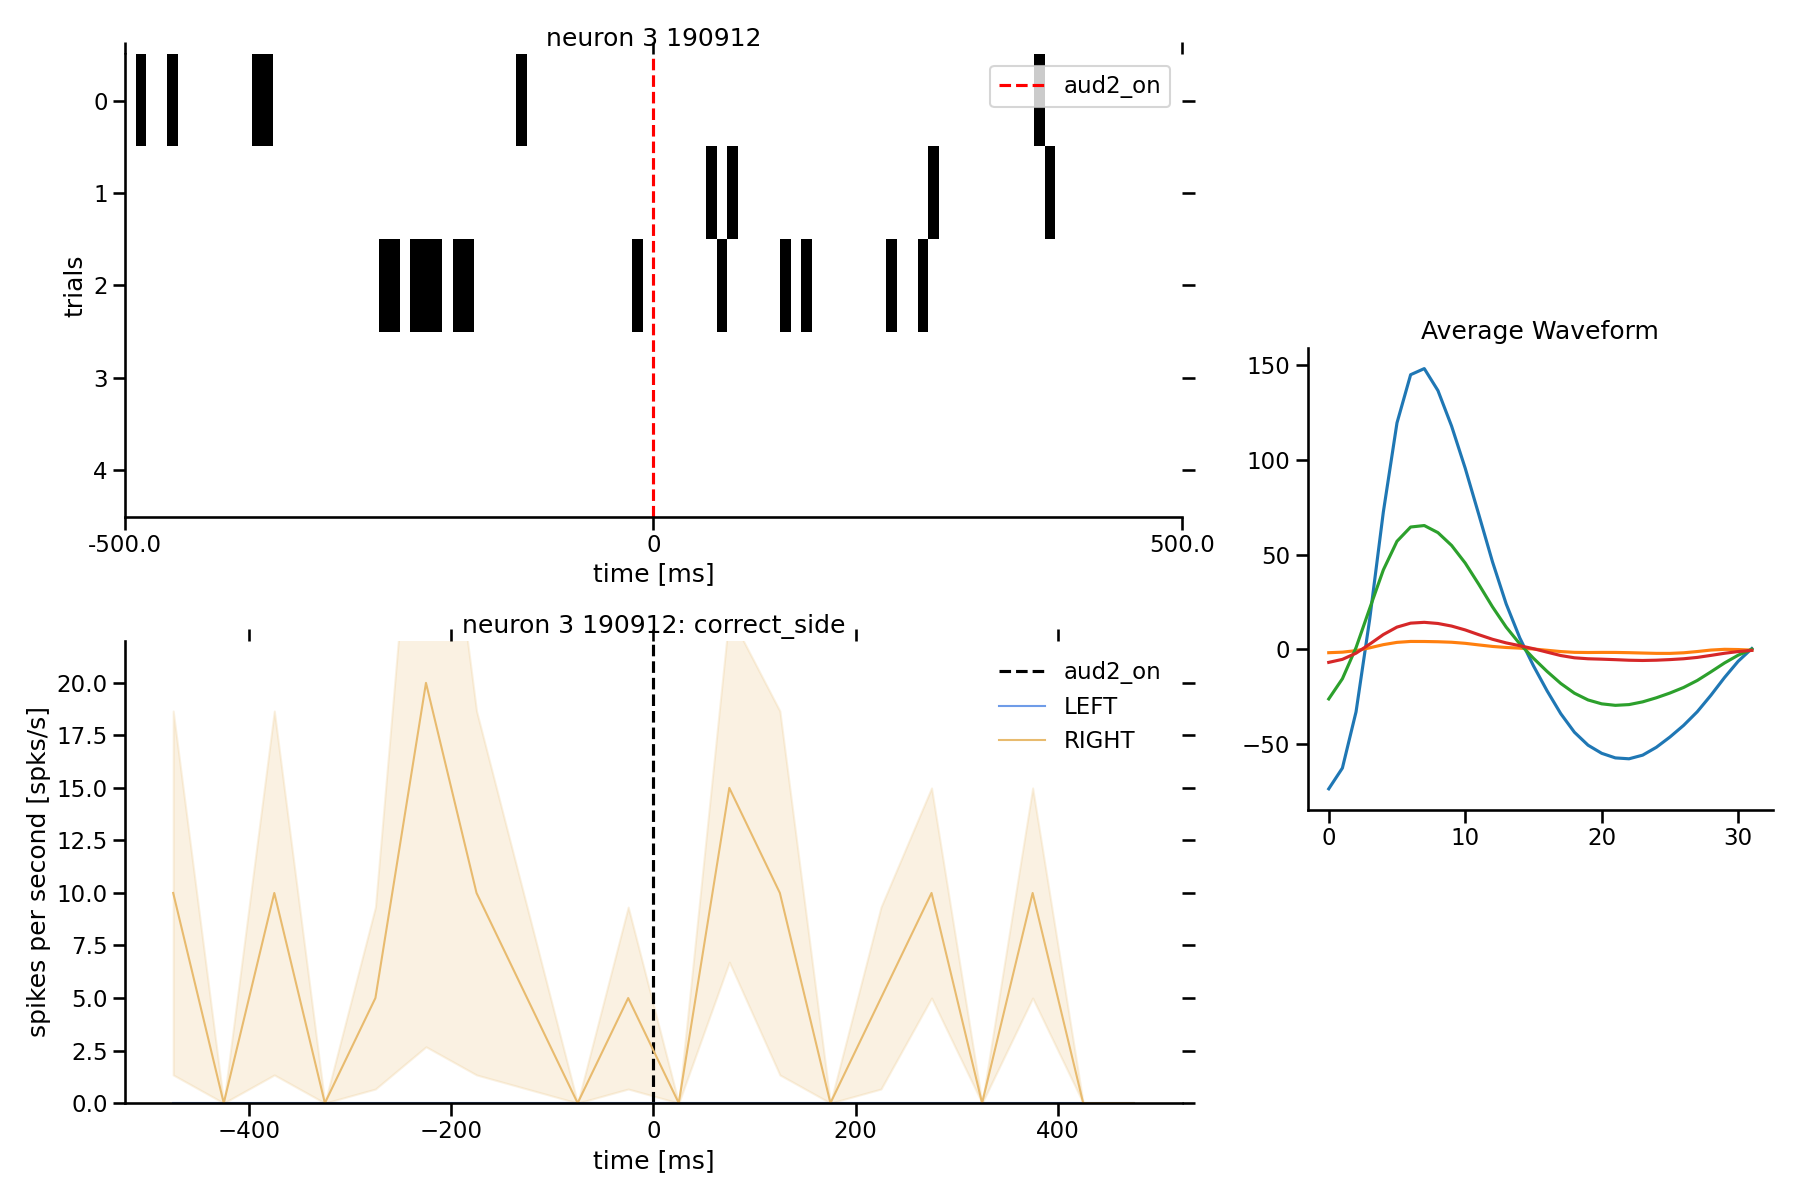 neuron 3 190912
aud2_on
0
1
2
3
4
trials
-500.0
0
500.0
time [ms]
neuron 3 190912: correct_side
aud2_on
LEFT
RIGHT
20.0
17.5
15.0
12.5
10.0
7.5
5.0
2.5
0.0
spikes per second [spks/s]
−400
−200
0
200
400
time [ms]
Average Waveform
150
100
50
0
−50
0
10
20
30